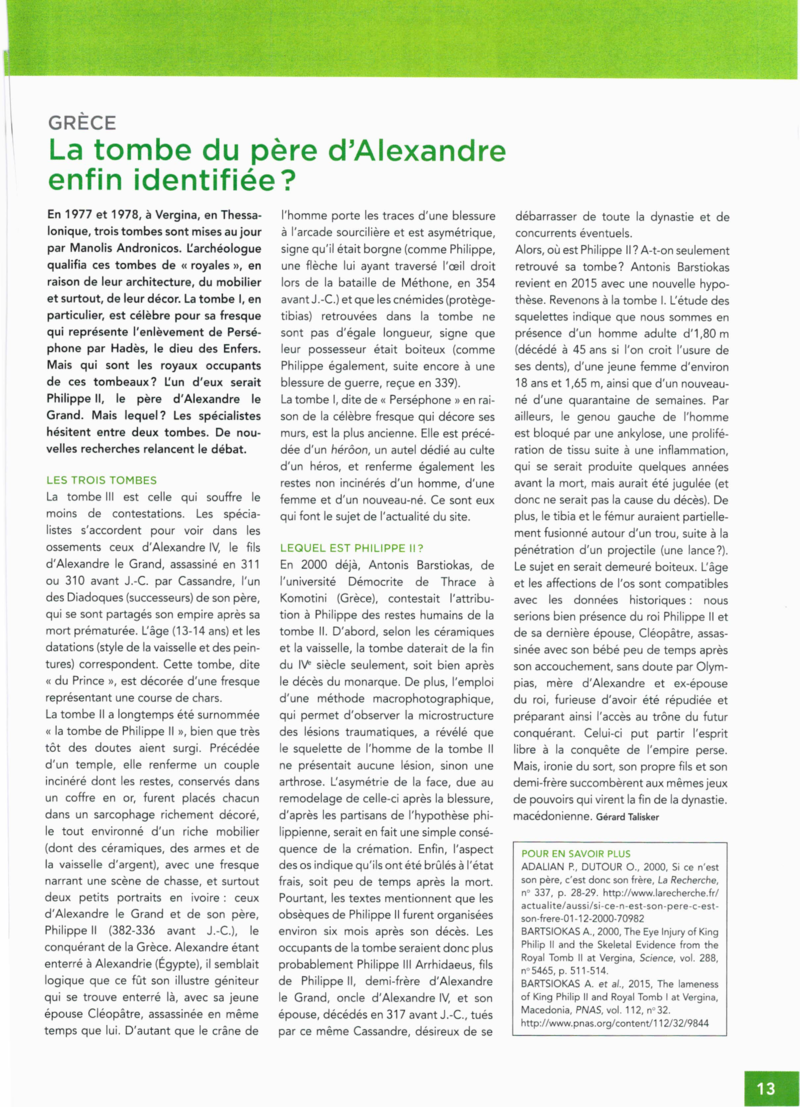 GRÈCE
La tombe du père d'Alexandre
enfin identifiée ?
En 1977 et 1978, à Vergina, en Thessa-
lonique, trois tombes sont mises au jour
par Manolis Andronicos. L'archéologue
qualifia ces tombes de « royales », en
raison de leur architecture, du mobilier
et surtout, de leur décor. La tombe I, en
particulier, est célèbre pour sa fresque
qui représente l'enlèvement de Persé-
phone par Hadès, le dieu des Enfers.
Mais qui sont les royaux occupants
de ces tombeaux ? L'un d'eux serait
Philippe II, le père d'Alexandre le
Grand. Mais lequel ? Les spécialistes
hésitent entre deux tombes. De nou-
velles recherches relancent le débat.
LES TROIS TOMBES
La tombe III est celle qui souffre le
moins de contestations. Les spécia-
listes s'accordent pour voir dans les
ossements ceux d'Alexandre IV, le fils
d'Alexandre le Grand, assassiné en 311
ou 310 avant J.-C. par Cassandre, l'un
des Diadoques (successeurs) de son père,
qui se sont partagés son empire après sa
mort prématurée. L'âge (13-14 ans) et les
datations (style de la vaisselle et des pein-
tures) correspondent. Cette tombe, dite
« du Prince », est décorée d'une fresque
représentant une course de chars.
La tombe II a longtemps été surnommée
« la tombe de Philippe II », bien que très
tôt des doutes aient surgi. Précédée
d'un temple, elle renferme un couple
incinéré dont les restes, conservés dans
un coffre en or, furent placés chacun
dans un sarcophage richement décoré,
le tout environné d'un riche mobilier
(dont des céramiques, des armes et de
la vaisselle d'argent), avec une fresque
narrant une scène de chasse, et surtout
deux petits portraits en ivoire : ceux
d'Alexandre le Grand et de son père,
Philippe II (382-336 avant J.-C.), le
conquérant de la Grèce. Alexandre étant
enterré à Alexandrie (Égypte), il semblait
logique que ce fût son illustre géniteur
qui se trouve enterré là, avec sa jeune
épouse Cléopâtre, assassinée en même
temps que lui. D'autant que le crâne de
l'homme porte les traces d'une blessure
à l'arcade sourcilière et est asymétrique,
signe qu'il était borgne (comme Philippe,
une flèche lui ayant traversé l'œil droit
lors de la bataille de Méthone, en 354
avant J.-C.) et que les cnémides (protège-
tibias) retrouvées dans la tombe ne
sont pas d'égale longueur, signe que
leur possesseur était boiteux (comme
Philippe également, suite encore à une
blessure de guerre, reçue en 339).
La tombe I, dite de « Perséphone » en rai-
son de la célèbre fresque qui décore ses
murs, est la plus ancienne. Elle est précé-
dée d'un hérôon, un autel dédié au culte
d'un héros, et renferme également les
restes non incinérés d'un homme, d'une
femme et d'un nouveau-né. Ce sont eux
qui font le sujet de l'actualité du site.
LEQUEL EST PHILIPPE II ?
En 2000 déjà, Antonis Barstiokas, de
l'université Démocrite de Thrace à
Komotini (Grèce), contestait l'attribu-
tion à Philippe des restes humains de la
tombe II. D'abord, selon les céramiques
et la vaisselle, la tombe daterait de la fin
du IVe siècle seulement, soit bien après
le décès du monarque. De plus, l'emploi
d'une méthode macrophotographique,
qui permet d'observer la microstructure
des lésions traumatiques, a révélé que
le squelette de l'homme de la tombe II
ne présentait aucune lésion, sinon une
arthrose. L'asymétrie de la face, due au
remodelage de celle-ci après la blessure,
d'après les partisans de l'hypothèse phi-
lippienne, serait en fait une simple consé-
quence de la crémation. Enfin, l'aspect
des os indique qu'ils ont été brûlés à l'état
frais, soit peu de temps après la mort.
Pourtant, les textes mentionnent que les
obsèques de Philippe II furent organisées
environ six mois après son décès. Les
occupants de la tombe seraient donc plus
probablement Philippe III Arrhidaeus, fils
de Philippe II, demi-frère d'Alexandre
le Grand, oncle d'Alexandre IV, et son
épouse, décédés en 317 avant J.-C., tués
par ce même Cassandre, désireux de se
débarrasser de toute la dynastie et de
concurrents éventuels.
Alors, où est Philippe II ? A-t-on seulement
retrouvé sa tombe ? Antonis Barstiokas
revient en 2015 avec une nouvelle hypo-
thèse. Revenons à la tombe I. L'étude des
squelettes indique que nous sommes en
présence d'un homme adulte d'1,80 m
(décédé à 45 ans si l'on croit l'usure de
ses dents), d'une jeune femme d'environ
18 ans et 1,65 m, ainsi que d'un nouveau-
né d'une quarantaine de semaines. Par
ailleurs, le genou gauche de l'homme
est bloqué par une ankylose, une prolifé-
ration de tissu suite à une inflammation,
qui se serait produite quelques années
avant la mort, mais aurait été jugulée (et
donc ne serait pas la cause du décès). De
plus, le tibia et le fémur auraient partielle-
ment fusionné autour d'un trou, suite à la
pénétration d'un projectile (une lance ?).
Le sujet en serait demeuré boiteux. L'âge
et les affections de l'os sont compatibles
avec les données historiques : nous
serions bien présence du roi Philippe II et
de sa dernière épouse, Cléopâtre, assas-
sinée avec son bébé peu de temps après
son accouchement, sans doute par Olym-
pias, mère d'Alexandre et ex-épouse
du roi, furieuse d'avoir été répudiée et
préparant ainsi l'accès au trône du futur
conquérant. Celui-ci put partir l'esprit
libre à la conquête de l'empire perse.
Mais, ironie du sort, son propre fils et son
demi-frère succombèrent aux mêmes jeux
de pouvoirs qui virent la fin de la dynastie.
macédonienne. Gérard Talisker
POUR EN SAVOIR PLUS
ADALIAN P., DUTOUR O., 2000, Si ce n'est
son père, c'est donc son frère, La Recherche,
n° 337, p. 28-29. http://www.larecherche.fr/
actualite/aussi/si-ce-n-est-son-pere-c-est-
son-frere-01-12-2000-70982
BARTSIOKAS A., 2000, The Eye Injury of King
Philip II and the Skeletal Evidence from the
Royal Tomb II at Vergina, Science, vol. 288,
n° 5465, p. 511-514.
BARTSIOKAS A. et al., 2015, The lameness
of King Philip II and Royal Tomb I at Vergina,
Macedonia, PNAS, vol. 112, n° 32.
http://www.pnas.org/content/112/32/9844
13